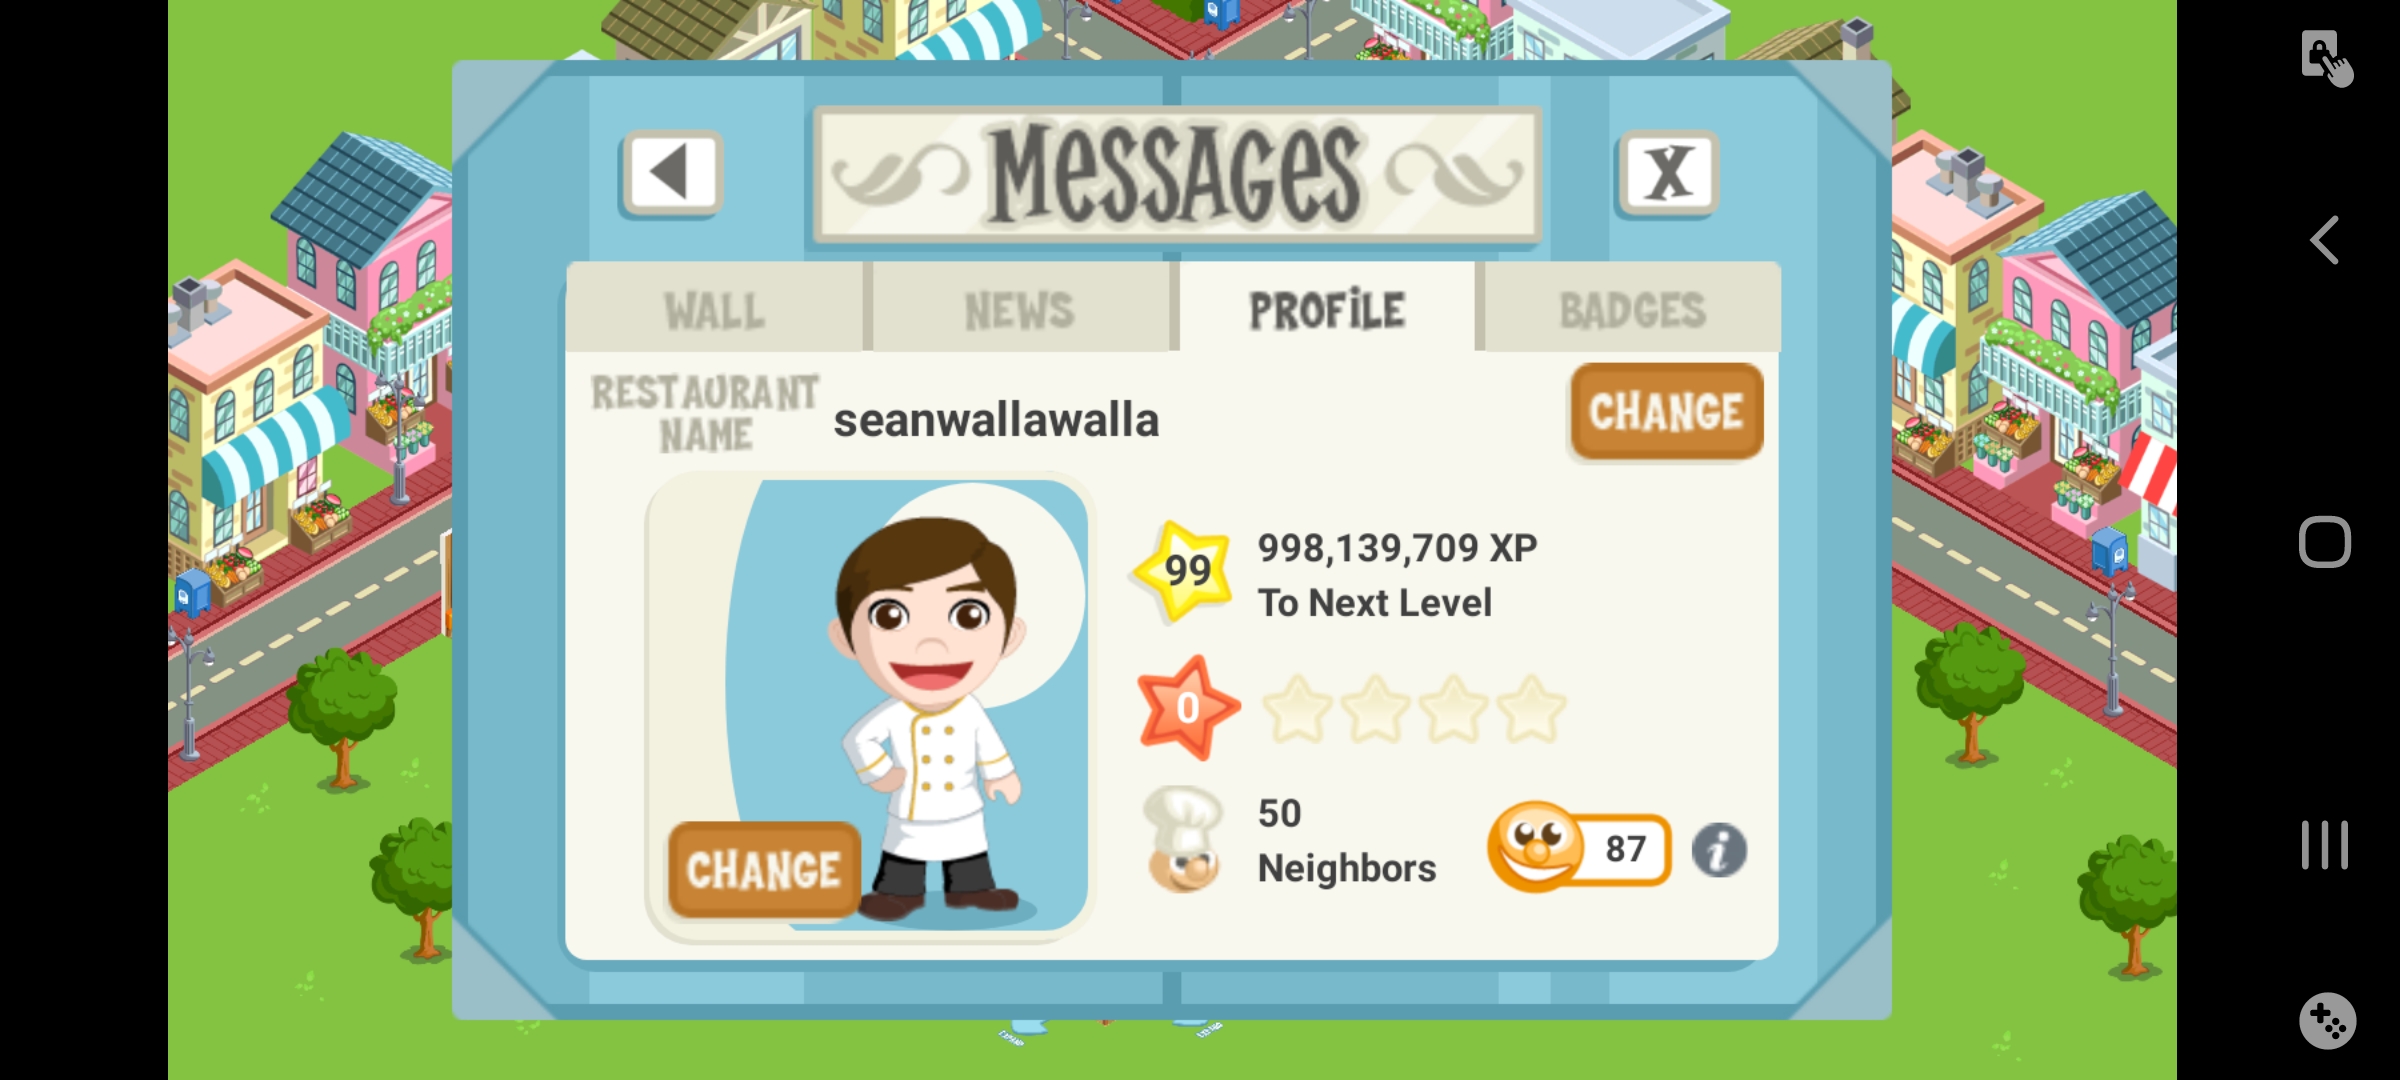 MESSAGES
X
WALL
NEWS
PROFILE
BADGES
RESTAURANT
NAME
seanwallawalla
CHANGE
99
998,139,709 XP
To Next Level
0
50
Neighbors
87
i
CHANGE